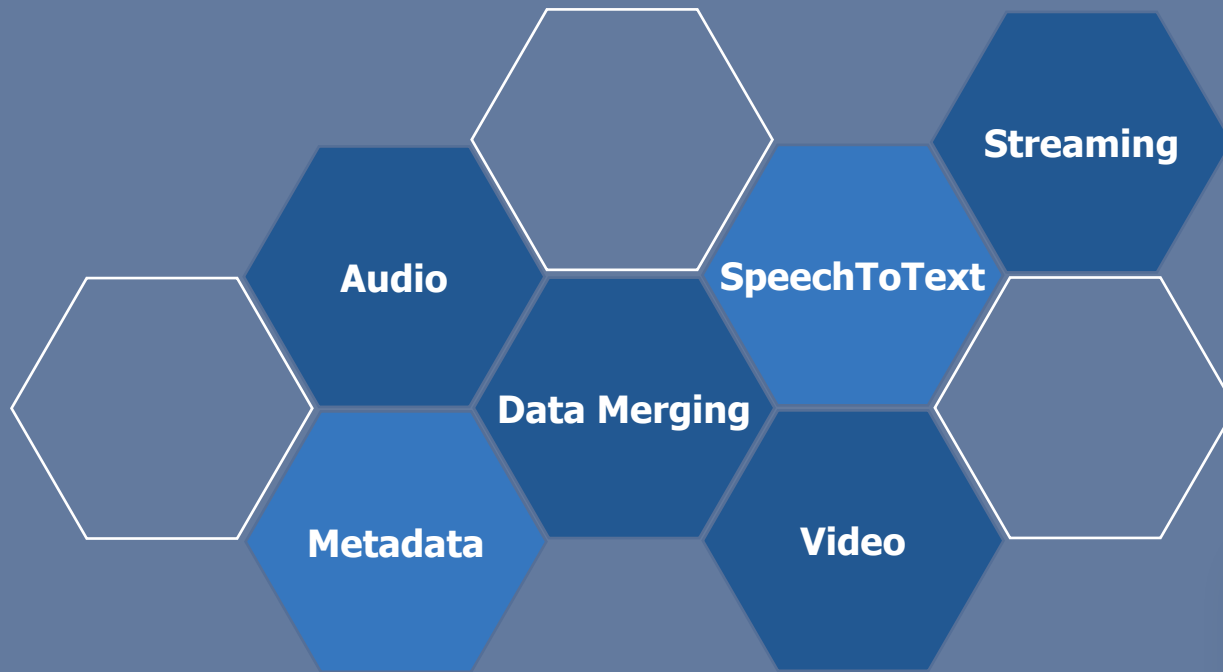 Streaming
Audio
SpeechToText
Data Merging
Metadata
Video